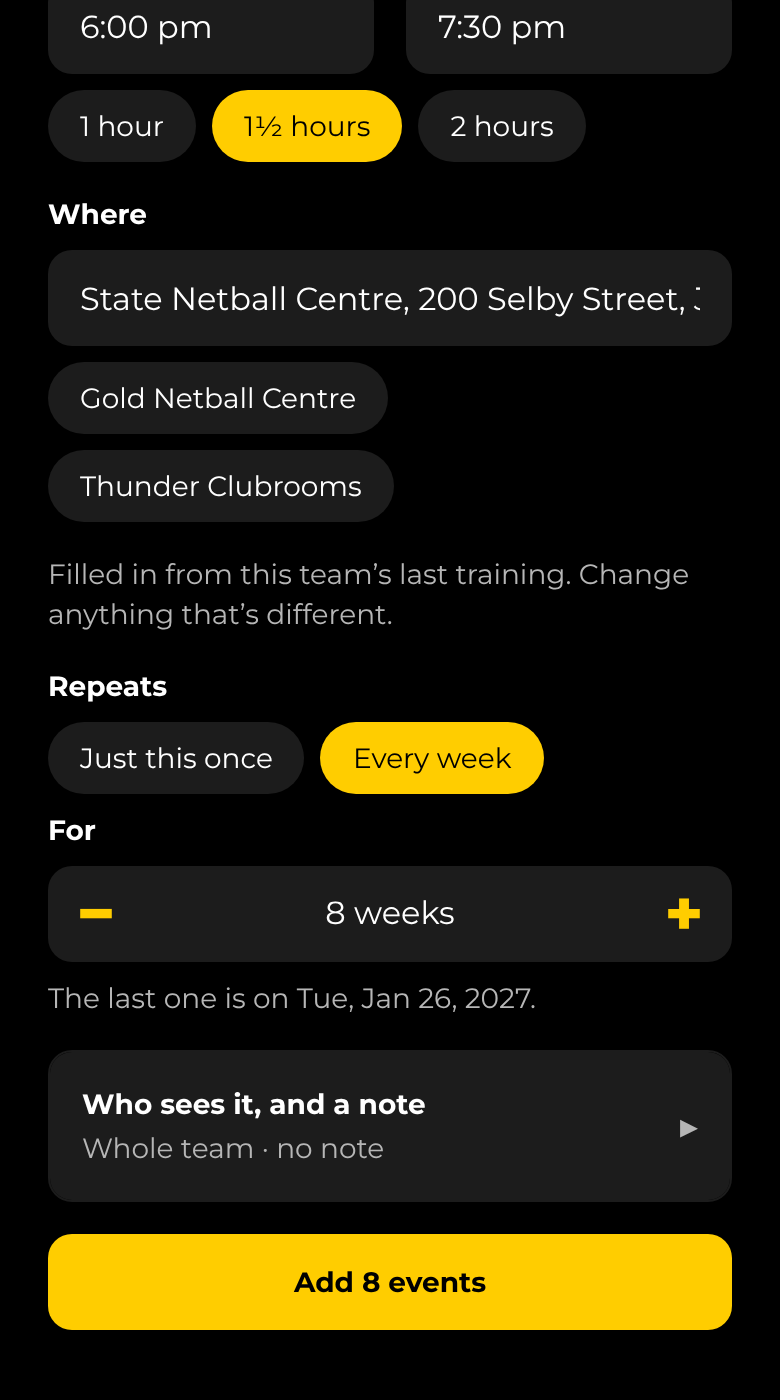 6:00 pm
7:30 pm
1 hour
1½ hours
2 hours
Where
State Netball Centre, 200 Selby Street,
Gold Netball Centre
Thunder Clubrooms
Filled in from this team’s last training. Change
anything that’s different.
Repeats
Just this once
Every week
For
8 weeks
The last one is on Tue, Jan 26, 2027.
Who sees it, and a note
Whole team · no note
Add 8 events